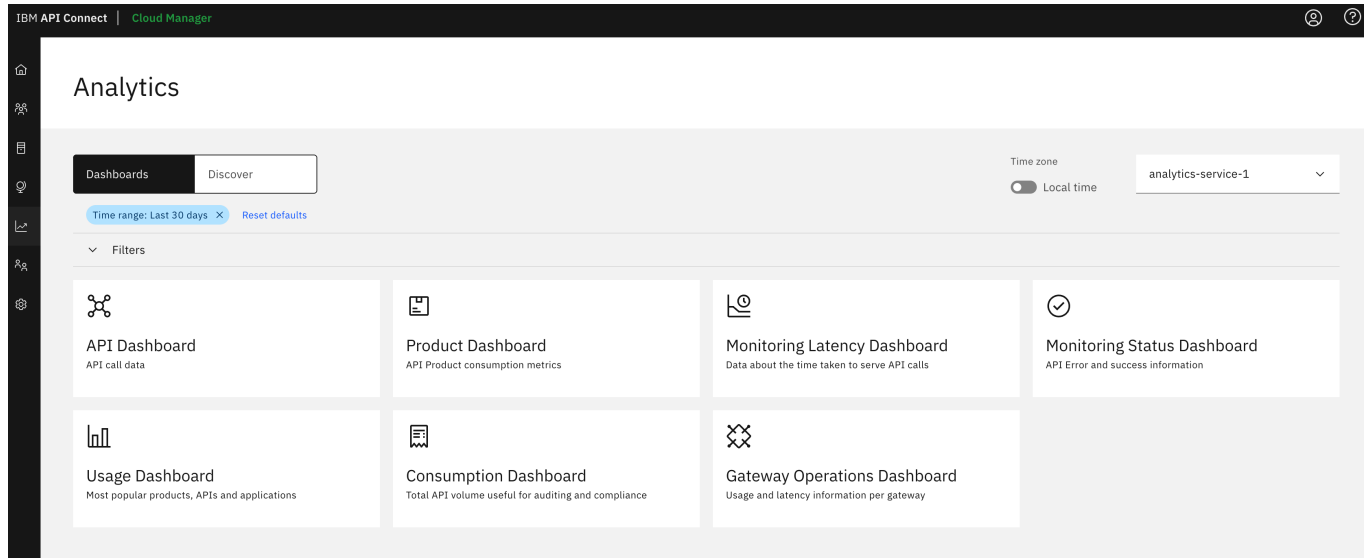 IBM API Connect | Cloud Manager
Analytics
Dashboards
Discover
Time zone
Local time
analytics-service-1
Time range: Last 30 days ×
Reset defaults
Filters
API Dashboard
API call data
Product Dashboard
API Product consumption metrics
Monitoring Latency Dashboard
Data about the time taken to serve API calls
Monitoring Status Dashboard
API Error and success information
Usage Dashboard
Most popular products, APIs and applications
Consumption Dashboard
Total API volume useful for auditing and compliance
Gateway Operations Dashboard
Usage and latency information per gateway